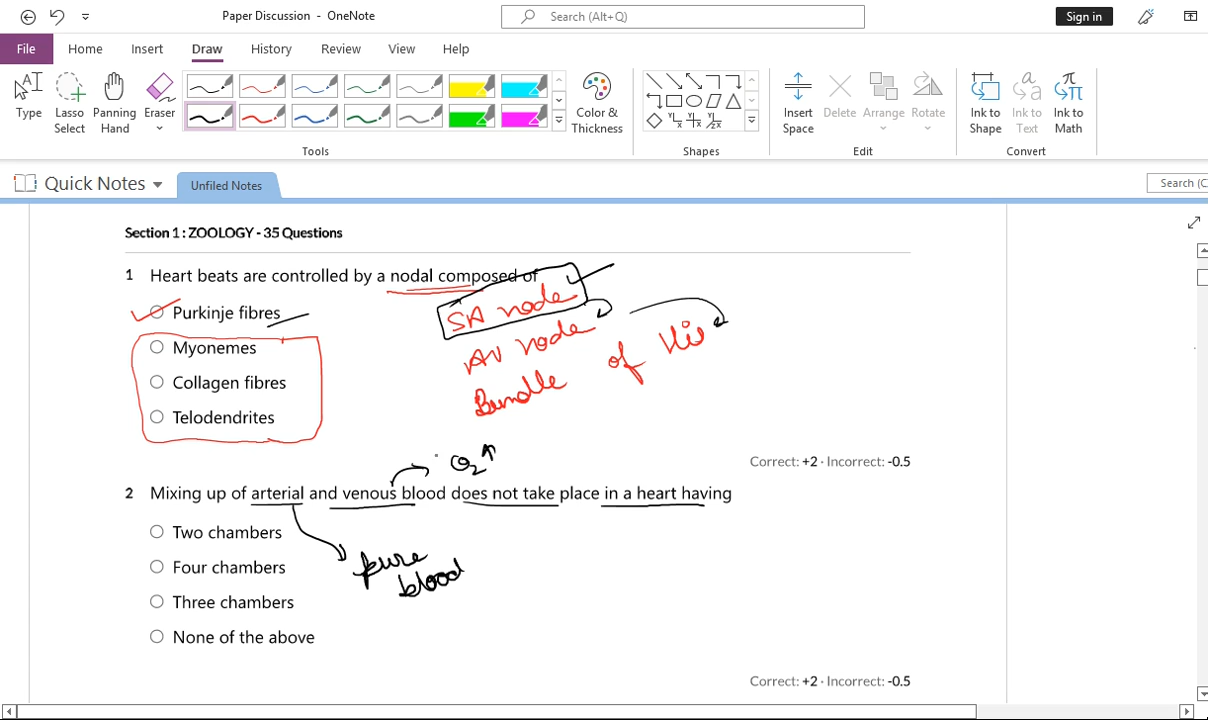 Paper Discussion - OneNote
Search (Alt+Q)
Sign in
File Home Insert Draw History Review View Help
Type
Lasso Select
Panning Hand
Eraser
Color & Thickness
Insert Space
Delete
Arrange
Rotate
Ink to Shape
Ink to Text
Ink to Math
Tools
Shapes
Edit
Convert
Quick Notes
Unfiled Notes
Search (C
Section 1 : ZOOLOGY - 35 Questions
1 Heart beats are controlled by a nodal composed of
Purkinje fibres
Myonemes
Collagen fibres
Telodendrites
SA node
AV node
Bundle of His
Correct: +2 · Incorrect: -0.5
O2↑
2 Mixing up of arterial and venous blood does not take place in a heart having
Two chambers
Four chambers
Three chambers
None of the above
pure
blood
Correct: +2 · Incorrect: -0.5